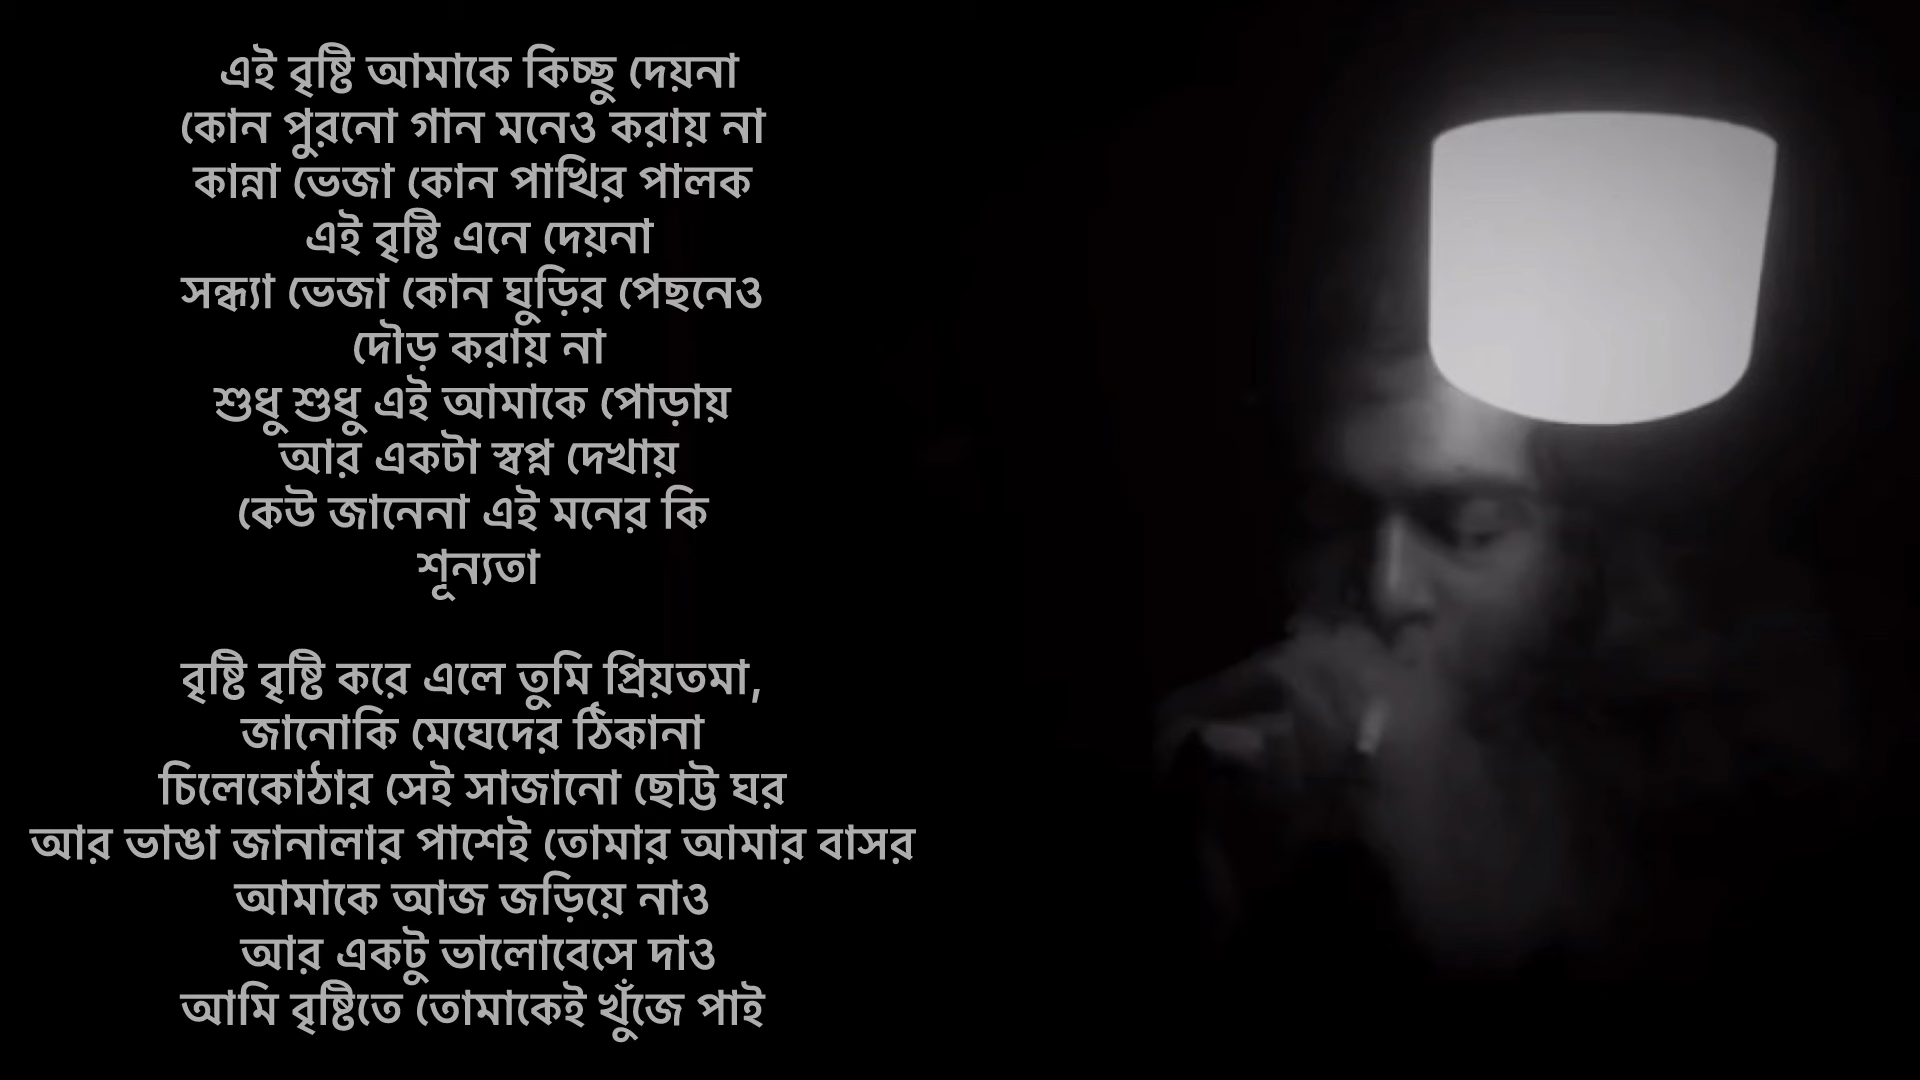 এই বৃষ্টি আমাকে কিচ্ছু দেয়না
কোন পুরনো গান মনেও করায় না
কান্না ভেজা কোন পাখির পালক
এই বৃষ্টি এনে দেয়না
সন্ধ্যা ভেজা কোন ঘুড়ির পেছনেও
দৌড় করায় না
শুধু শুধু এই আমাকে পোড়ায়
আর একটা স্বপ্ন দেখায়
কেউ জানেনা এই মনের কি
শূন্যতা
বৃষ্টি বৃষ্টি করে এলে তুমি প্রিয়তমা,
জানোকি মেঘেদের ঠিকানা
চিলেকোঠার সেই সাজানো ছোট্ট ঘর
আর ভাঙা জানালার পাশেই তোমার আমার বাসর
আমাকে আজ জড়িয়ে নাও
আর একটু ভালোবেসে দাও
আমি বৃষ্টিতে তোমাকেই খুঁজে পাই